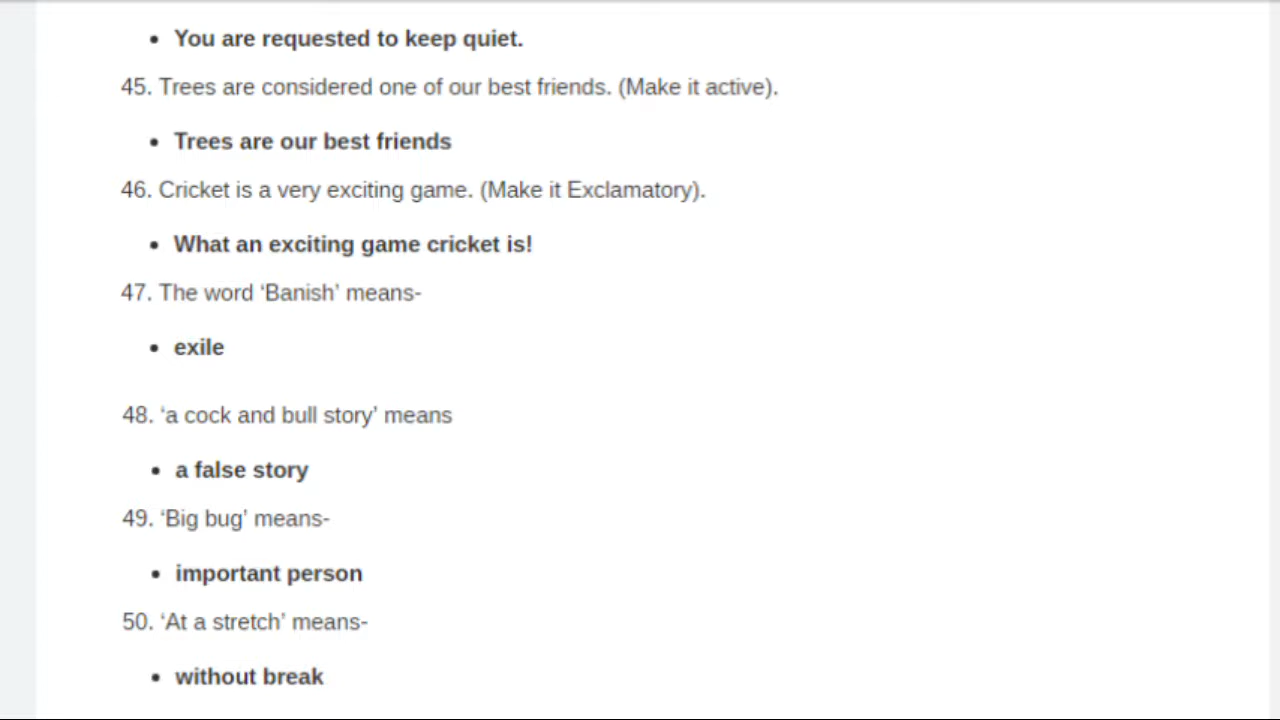 • You are requested to keep quiet.
45. Trees are considered one of our best friends. (Make it active).
• Trees are our best friends
46. Cricket is a very exciting game. (Make it Exclamatory).
• What an exciting game cricket is!
47. The word ‘Banish’ means-
• exile
48. ‘a cock and bull story’ means
• a false story
49. ‘Big bug’ means-
• important person
50. ‘At a stretch’ means-
• without break